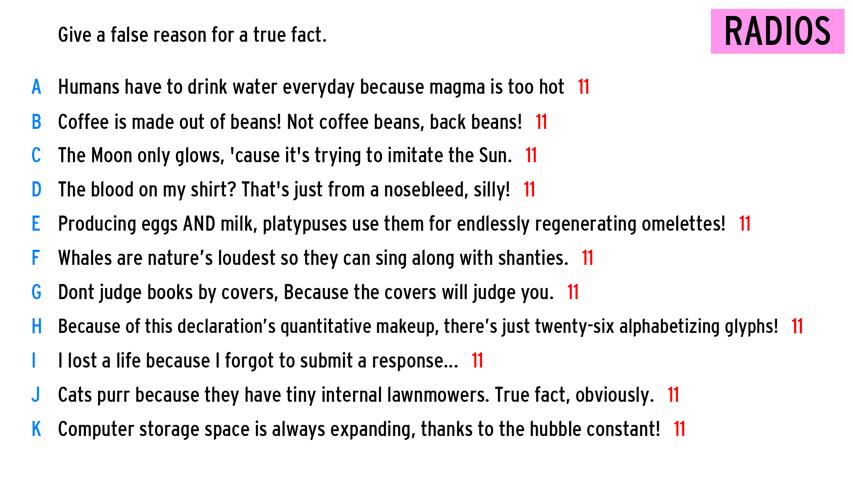 Give a false reason for a true fact.
RADIOS
A Humans have to drink water everyday because magma is too hot 11
B Coffee is made out of beans! Not coffee beans, back beans! 11
C The Moon only glows, 'cause it's trying to imitate the Sun. 11
D The blood on my shirt? That's just from a nosebleed, silly! 11
E Producing eggs AND milk, platypuses use them for endlessly regenerating omelettes! 11
F Whales are nature’s loudest so they can sing along with shanties. 11
G Dont judge books by covers, Because the covers will judge you. 11
H Because of this declaration’s quantitative makeup, there’s just twenty-six alphabetizing glyphs! 11
I I lost a life because I forgot to submit a response... 11
J Cats purr because they have tiny internal lawnmowers. True fact, obviously. 11
K Computer storage space is always expanding, thanks to the hubble constant! 11